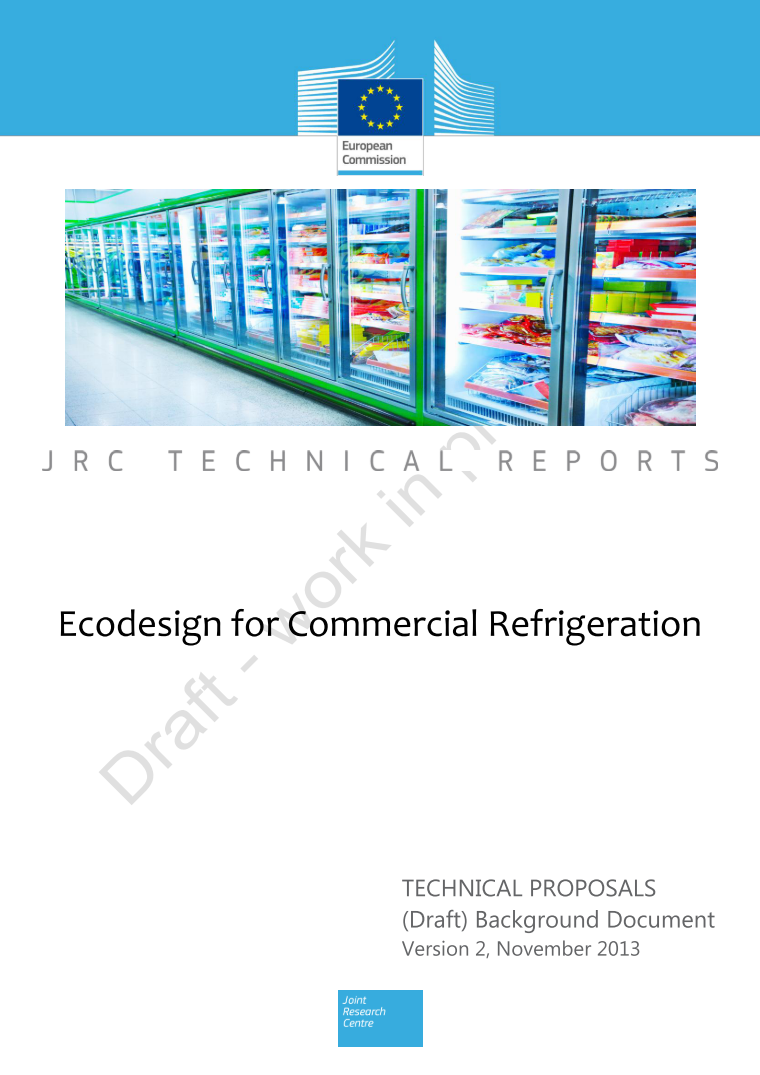 European
Commission
JRC TECHNICAL REPORTS
Draft - work in
Ecodesign for Commercial Refrigeration
TECHNICAL PROPOSALS
(Draft) Background Document
Version 2, November 2013
Joint
Research
Centre